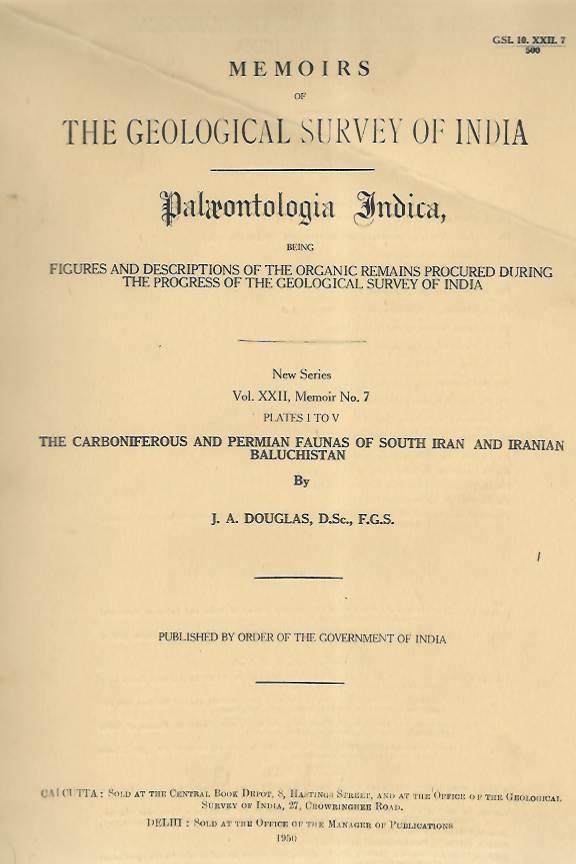 GSI. 10. XXII. 7
500
MEMOIRS
OF
THE GEOLOGICAL SURVEY OF INDIA
Palæontologia Indica,
BEING
FIGURES AND DESCRIPTIONS OF THE ORGANIC REMAINS PROCURED DURING
THE PROGRESS OF THE GEOLOGICAL SURVEY OF INDIA
New Series
Vol. XXII, Memoir No. 7
PLATES I TO V
THE CARBONIFEROUS AND PERMIAN FAUNAS OF SOUTH IRAN AND IRANIAN
BALUCHISTAN
By
J. A. DOUGLAS, D.Sc., F.G.S.
PUBLISHED BY ORDER OF THE GOVERNMENT OF INDIA
CALCUTTA : SOLD AT THE CENTRAL BOOK DEPOT, 8, HASTINGS STREET, AND AT THE OFFICE OF THE GEOLOGICAL
SURVEY OF INDIA, 27, CHOWRINGHEE ROAD.
DELHI : SOLD AT THE OFFICE OF THE MANAGER OF PUBLICATIONS
1950